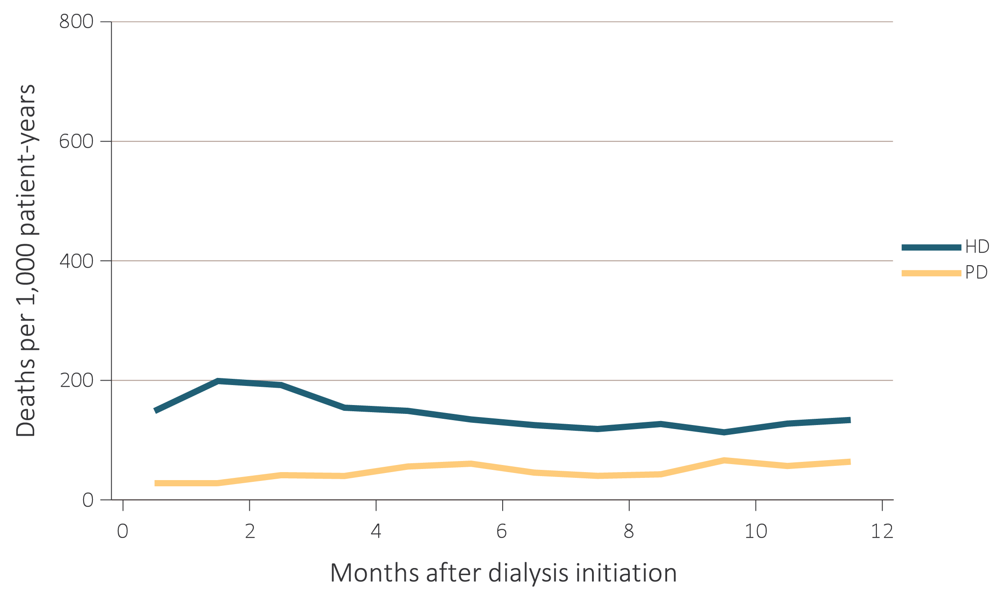 Deaths per 1,000 patient-years
800
600
400
200
0
0 2 4 6 8 10 12
Months after dialysis initiation
HD
PD